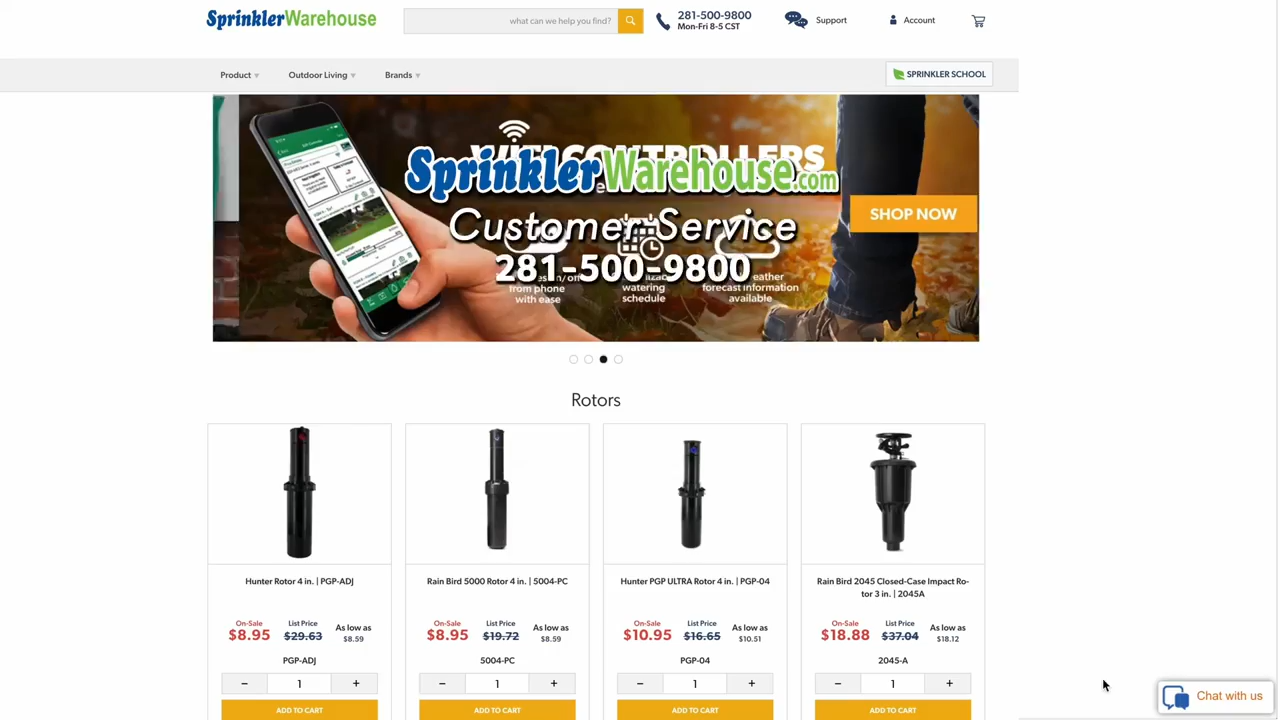 SprinklerWarehouse
what can we help you find?
281-500-9800
Mon-Fri 8-5 CST
Support
Account
Product
Outdoor Living
Brands
SPRINKLER SCHOOL
SprinklerWarehouse.com
Customer Service
281-500-9800
SHOP NOW
from phone
with ease
watering
schedule
forecast information
available
Rotors
Hunter Rotor 4 in. | PGP-ADJ
On-Sale
$8.95
List Price
$29.63
As low as
$8.59
PGP-ADJ
− 1 +
ADD TO CART
Rain Bird 5000 Rotor 4 in. | 5004-PC
On-Sale
$8.95
List Price
$19.72
As low as
$8.59
5004-PC
− 1 +
ADD TO CART
Hunter PGP ULTRA Rotor 4 in. | PGP-04
On-Sale
$10.95
List Price
$16.65
As low as
$10.51
PGP-04
− 1 +
ADD TO CART
Rain Bird 2045 Closed-Case Impact Ro-
tor 3 in. | 2045A
On-Sale
$18.88
List Price
$37.04
As low as
$18.12
2045-A
− 1 +
ADD TO CART
Chat with us